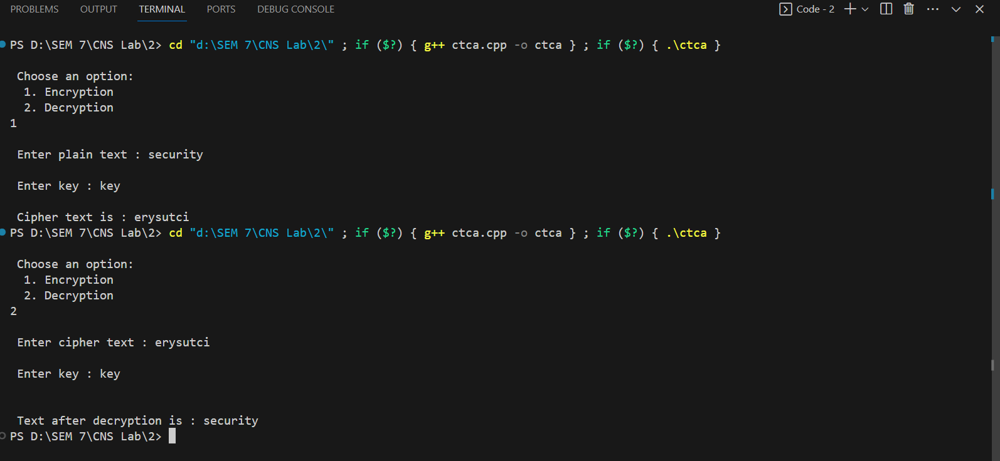 PROBLEMS OUTPUT TERMINAL PORTS DEBUG CONSOLE Code - 2
PS D:\SEM 7\CNS Lab\2> cd "d:\SEM 7\CNS Lab\2\" ; if ($?) { g++ ctca.cpp -o ctca } ; if ($?) { .\ctca }
Choose an option:
1. Encryption
2. Decryption
1
Enter plain text : security
Enter key : key
Cipher text is : erysutci
PS D:\SEM 7\CNS Lab\2> cd "d:\SEM 7\CNS Lab\2\" ; if ($?) { g++ ctca.cpp -o ctca } ; if ($?) { .\ctca }
Choose an option:
1. Encryption
2. Decryption
2
Enter cipher text : erysutci
Enter key : key
Text after decryption is : security
PS D:\SEM 7\CNS Lab\2>